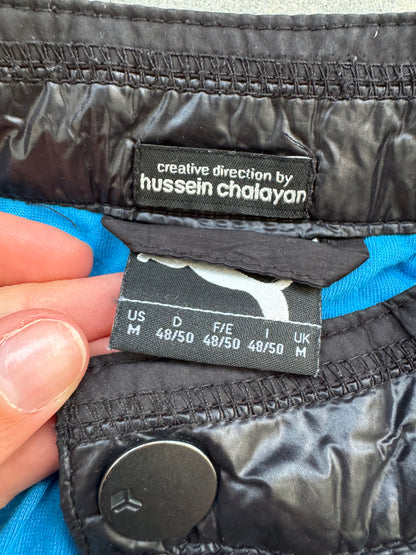 creative direction by
hussein chalayan
US D F/E I UK
M 48/50 48/50 48/50 M